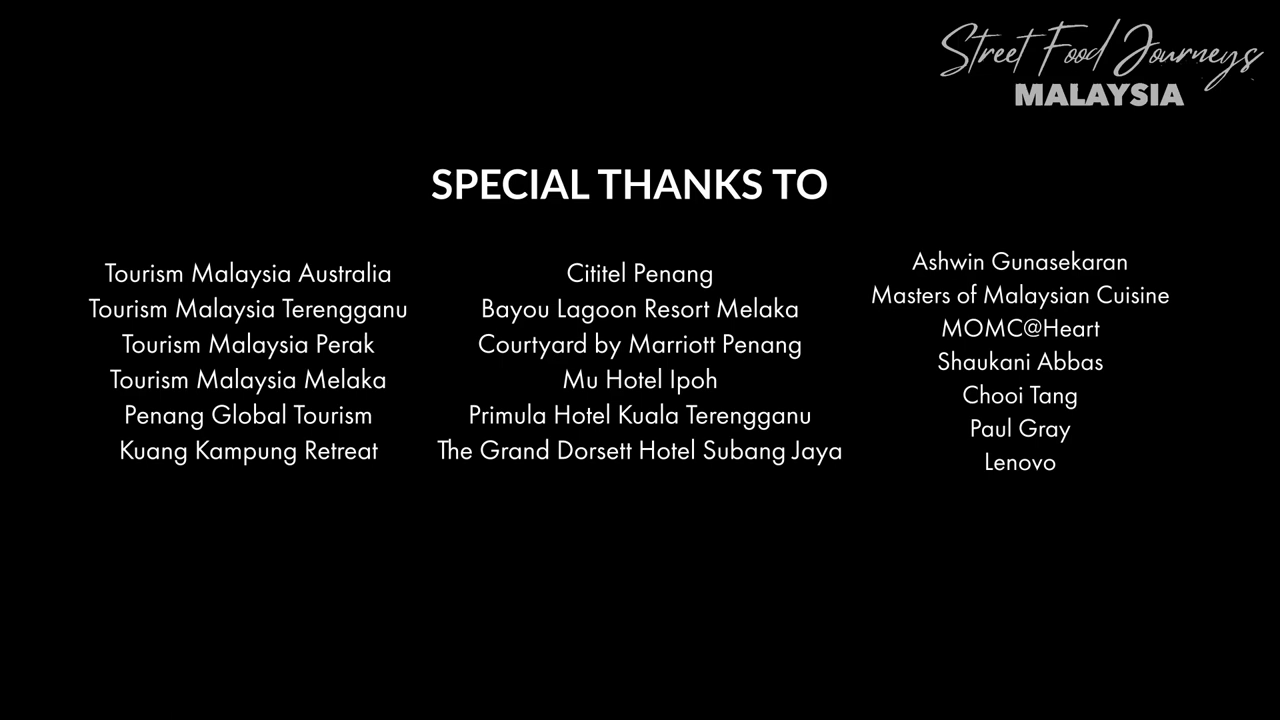 Street Food Journeys
MALAYSIA
SPECIAL THANKS TO
Tourism Malaysia Australia
Tourism Malaysia Terengganu
Tourism Malaysia Perak
Tourism Malaysia Melaka
Penang Global Tourism
Kuang Kampung Retreat
Cititel Penang
Bayou Lagoon Resort Melaka
Courtyard by Marriott Penang
Mu Hotel Ipoh
Primula Hotel Kuala Terengganu
The Grand Dorsett Hotel Subang Jaya
Ashwin Gunasekaran
Masters of Malaysian Cuisine
MOMC@Heart
Shaukani Abbas
Chooi Tang
Paul Gray
Lenovo